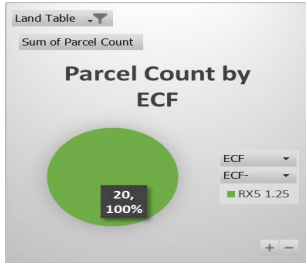 Land Table
Sum of Parcel Count
Parcel Count by
ECF
20,
100%
ECF
ECF-
RX5 1.25
+ -